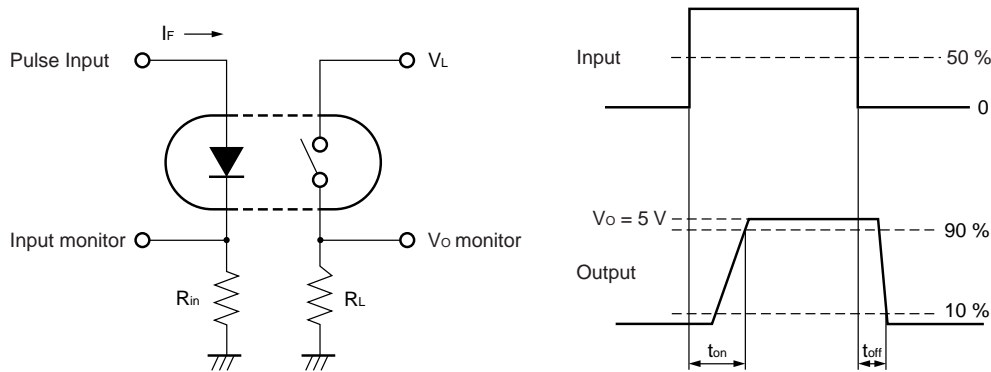 IF
Pulse Input
VL
Input monitor
VO monitor
Rin
RL
Input
50 %
0
VO = 5 V
90 %
Output
10 %
ton
toff